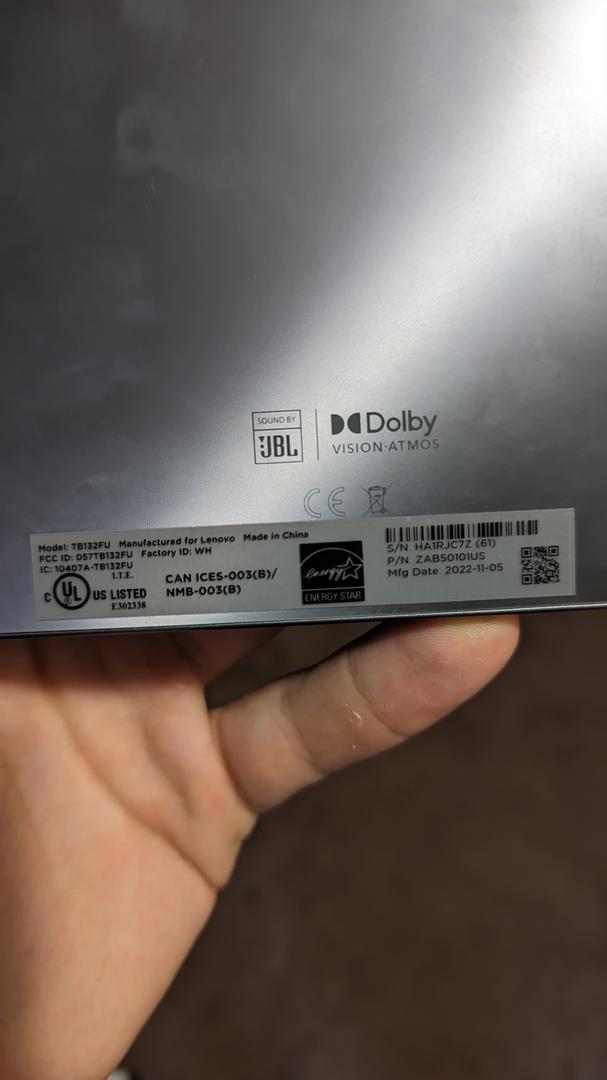 SOUND BY
JBL
Dolby
VISION·ATMOS
CE
Model: TB132FU Manufactured for Lenovo Made in China
FCC ID: O57TB132FU Factory ID: WH
IC: 10407A-TB132FU
I.T.E.
C UL US LISTED
E302338
CAN ICES-003(B)/
NMB-003(B)
energy
ENERGY STAR
S/N: HA1RJC7Z (61)
P/N: ZAB50101US
Mfg Date: 2022-11-05